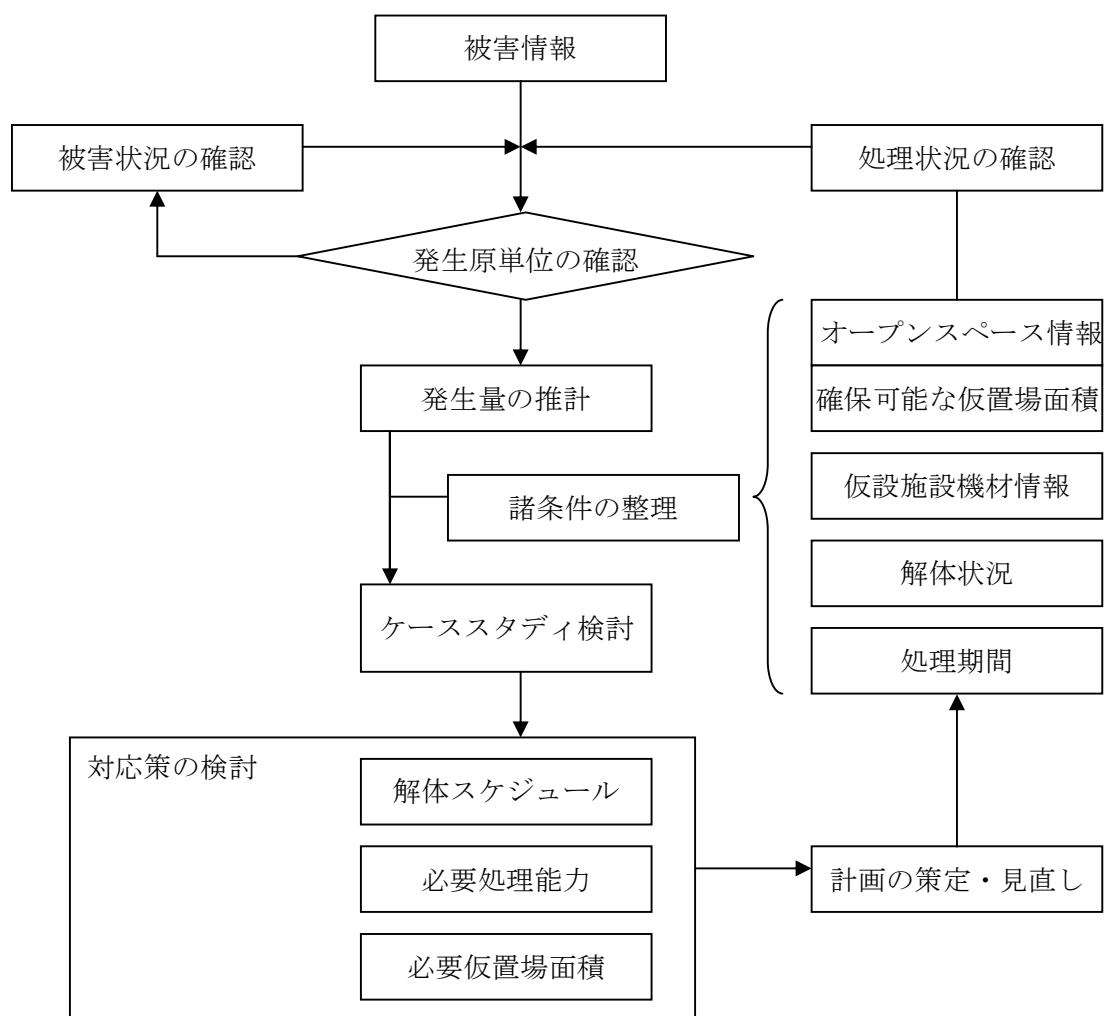 被害情報
被害状況の確認
処理状況の確認
発生原単位の確認
オープンスペース情報
発生量の推計
確保可能な仮置場面積
諸条件の整理
仮設施設機材情報
解体状況
ケーススタディ検討
処理期間
対応策の検討
解体スケジュール
必要処理能力
計画の策定・見直し
必要仮置場面積